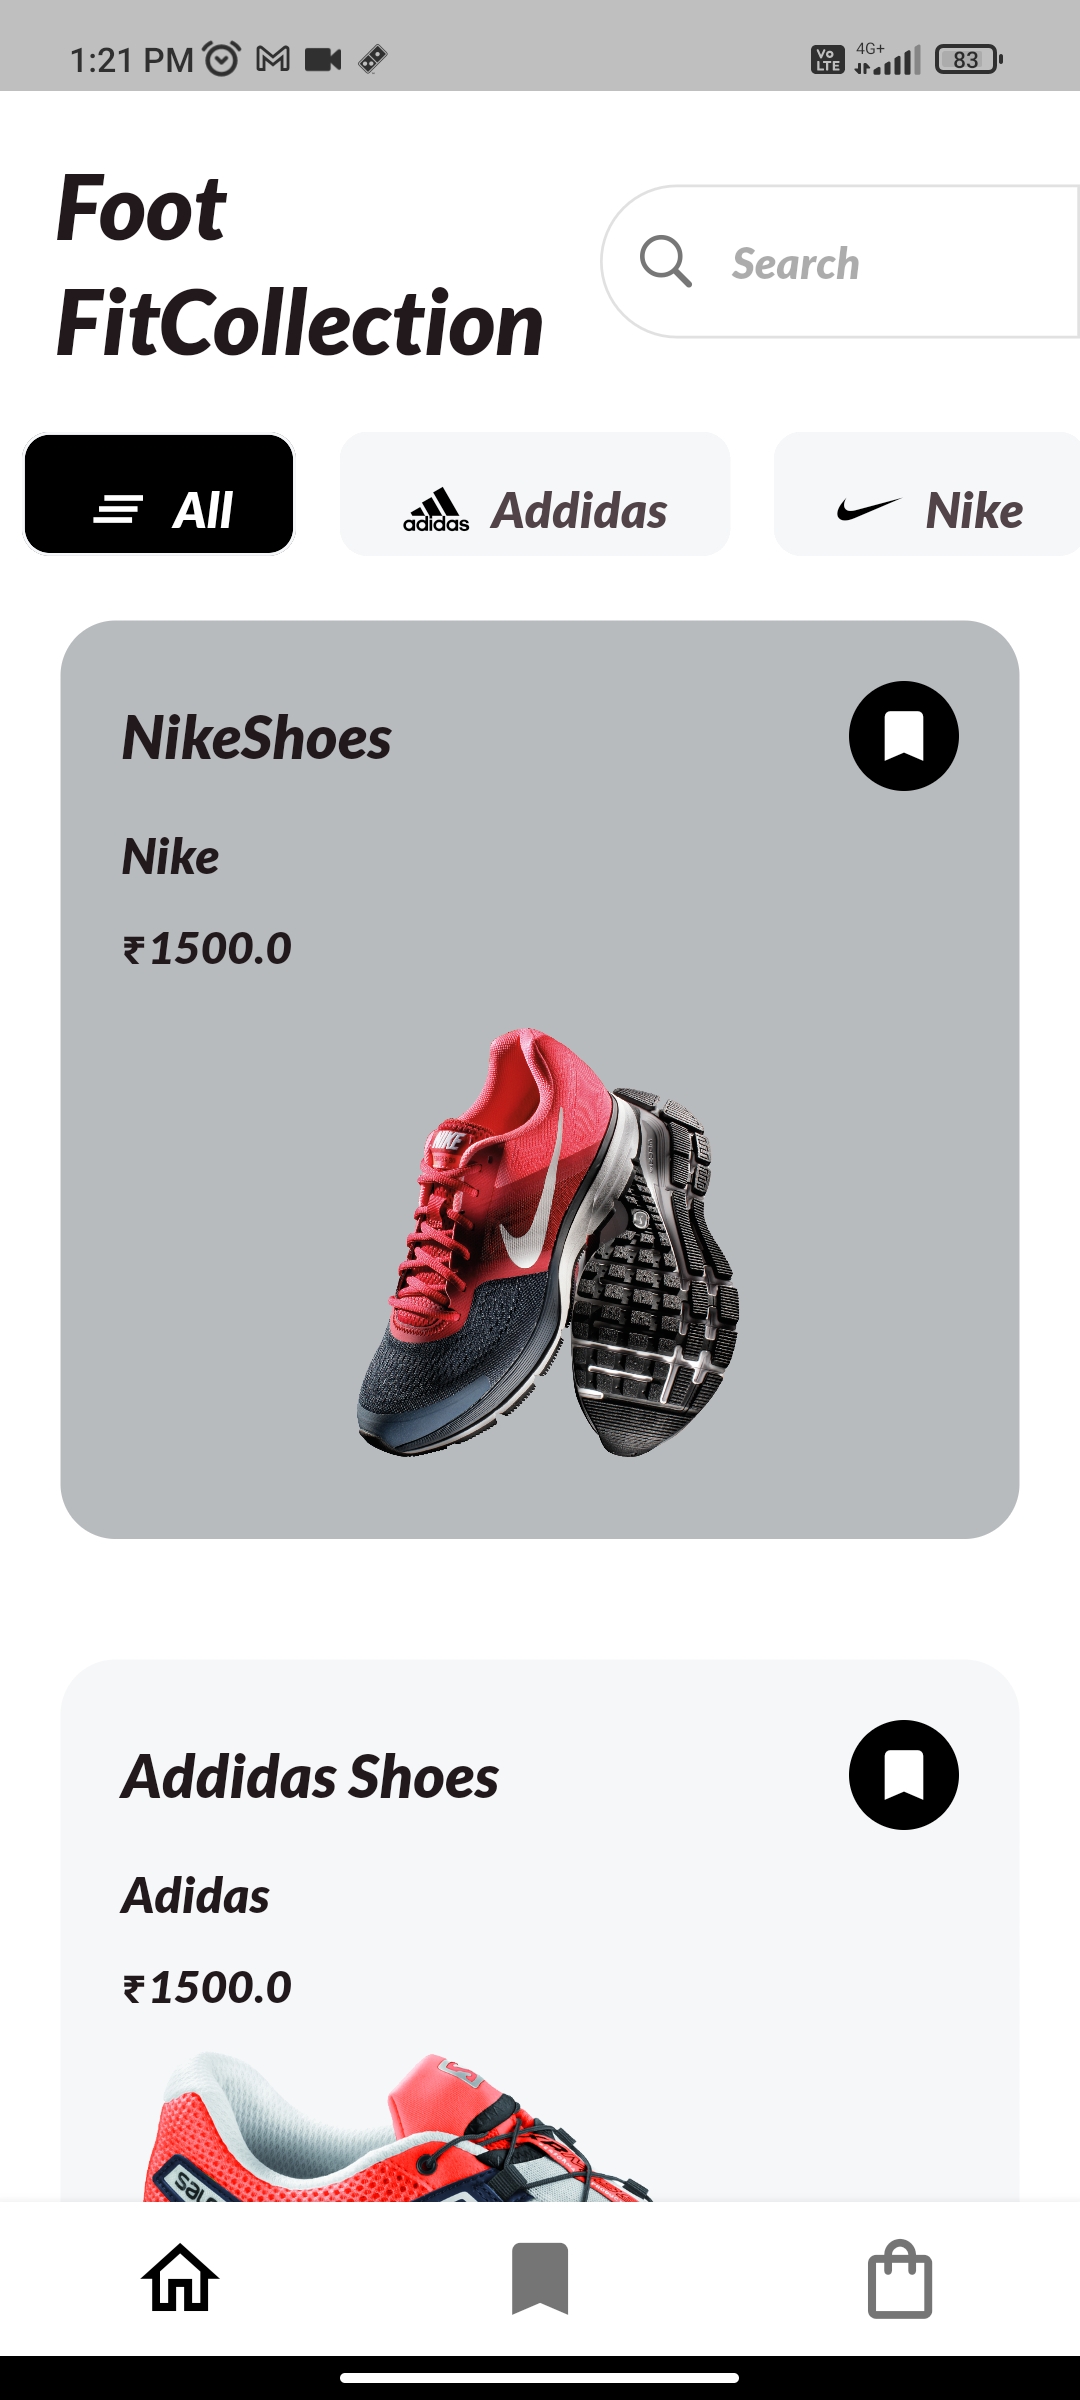 1:21 PM
Vo LTE 4G+ 83
Foot
FitCollection
Search
All
adidas Addidas
Nike
NikeShoes
Nike
₹1500.0
NIKE
Addidas Shoes
Adidas
₹1500.0